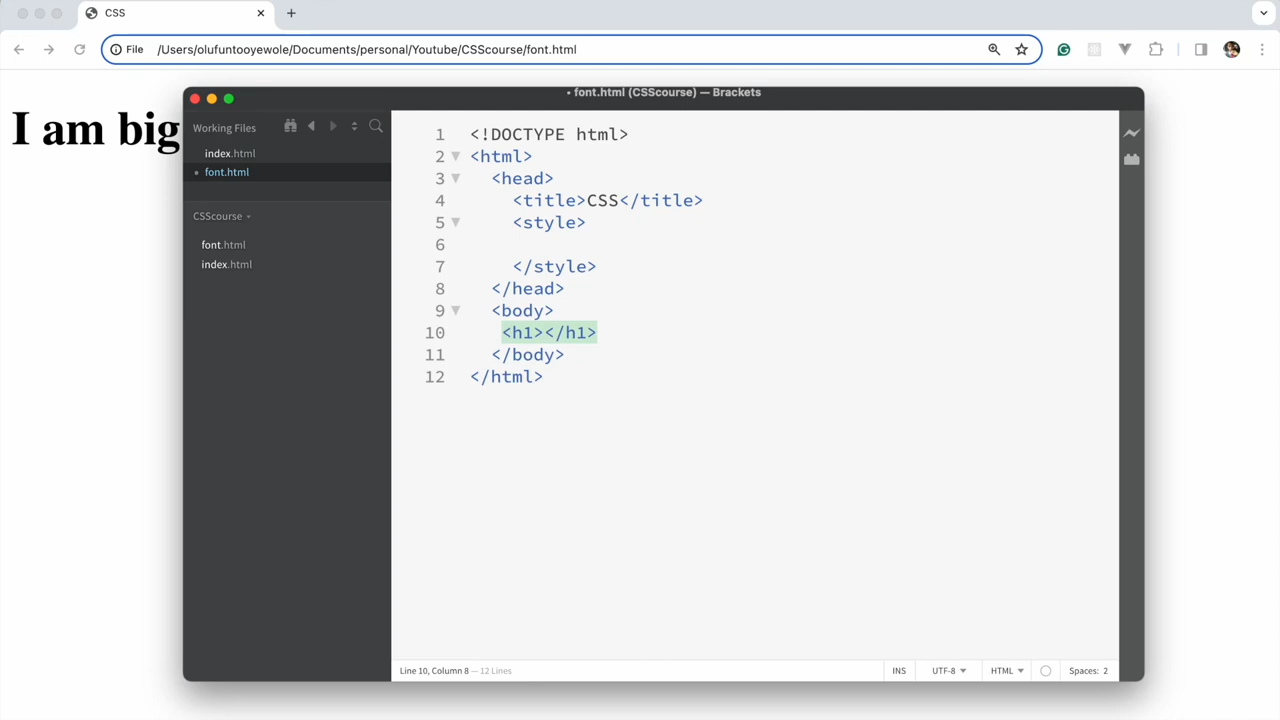 CSS
File /Users/olufuntooyewole/Documents/personal/Youtube/CSScourse/font.html
I am big
• font.html (CSScourse) — Brackets
Working Files
index.html
• font.html
CSScourse
font.html
index.html
1 <!DOCTYPE html>
2 <html>
3 <head>
4 <title>CSS</title>
5 <style>
6
7 </style>
8 </head>
9 <body>
10 <h1></h1>
11 </body>
12 </html>
Line 10, Column 8 — 12 Lines
INS UTF-8 HTML Spaces: 2